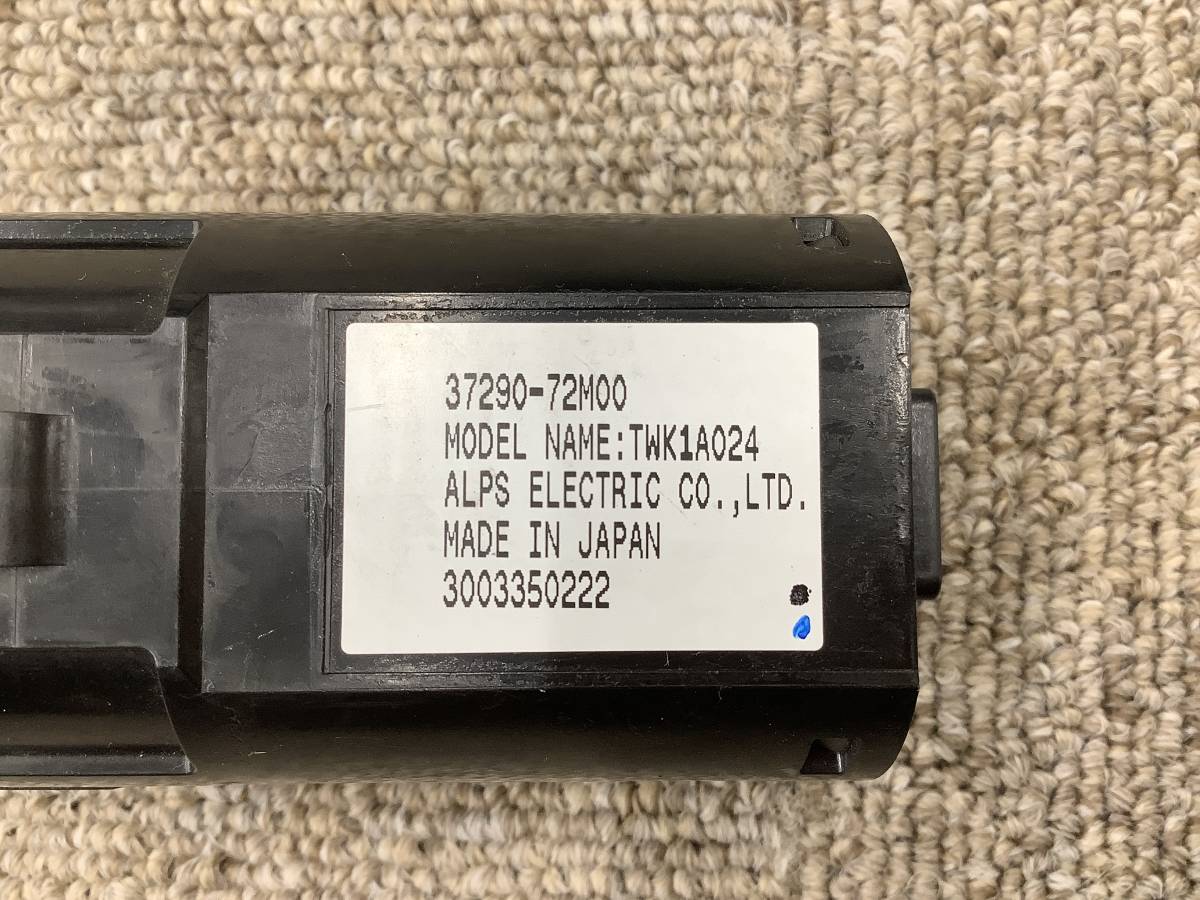 37290-72M00
MODEL NAME:TWK1A024
ALPS ELECTRIC CO.,LTD.
MADE IN JAPAN
3003350222